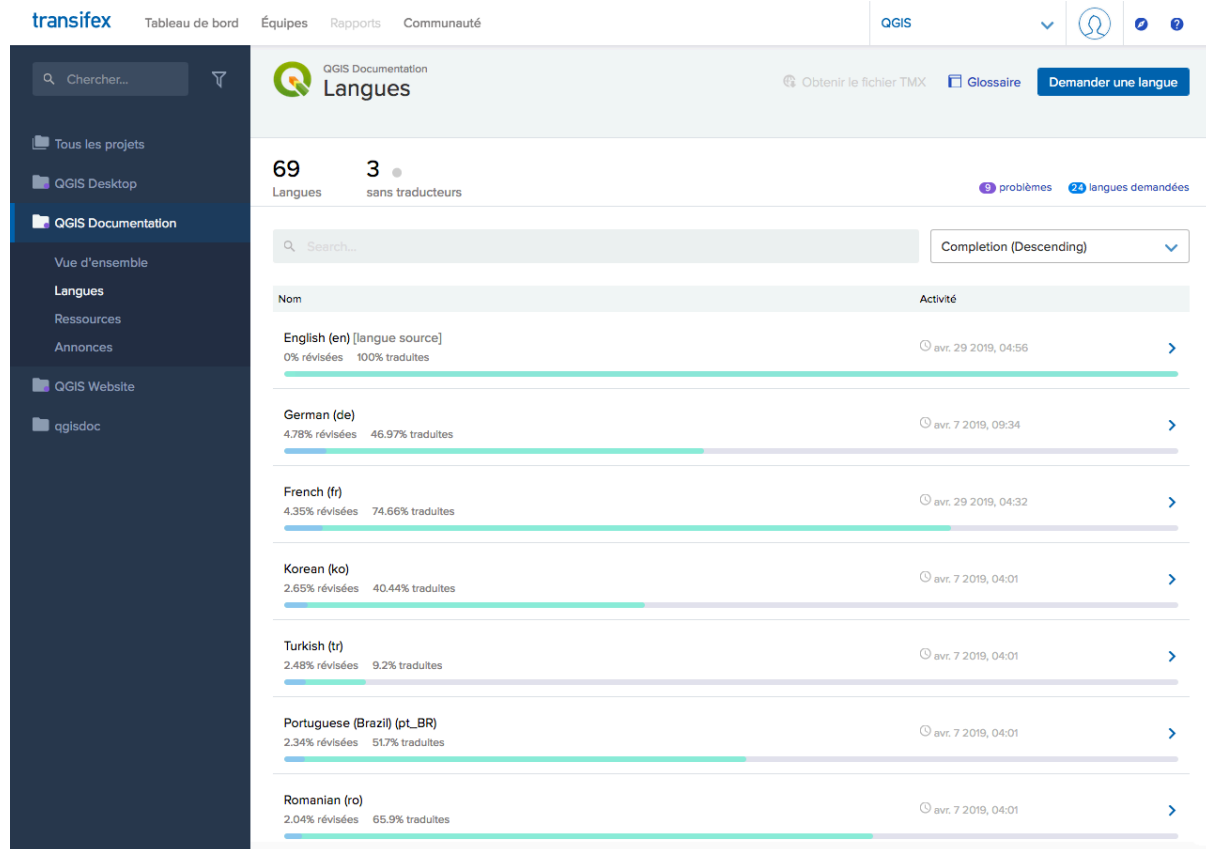 transifex Tableau de bord Équipes Rapports Communauté QGIS
Chercher...
Tous les projets
QGIS Desktop
QGIS Documentation
Vue d'ensemble
Langues
Ressources
Annonces
QGIS Website
qgisdoc
QGIS Documentation
Langues
Obtenir le fichier TMX Glossaire Demander une langue
69 3
Langues sans traducteurs
9 problèmes 24 langues demandées
Search... Completion (Descending)
Nom Activité
English (en) [langue source]
0% révisées 100% traduites
avr. 29 2019, 04:56
German (de)
4.78% révisées 46.97% traduites
avr. 7 2019, 09:34
French (fr)
4.35% révisées 74.66% traduites
avr. 29 2019, 04:32
Korean (ko)
2.65% révisées 40.44% traduites
avr. 7 2019, 04:01
Turkish (tr)
2.48% révisées 9.2% traduites
avr. 7 2019, 04:01
Portuguese (Brazil) (pt_BR)
2.34% révisées 51.7% traduites
avr. 7 2019, 04:01
Romanian (ro)
2.04% révisées 65.9% traduites
avr. 7 2019, 04:01